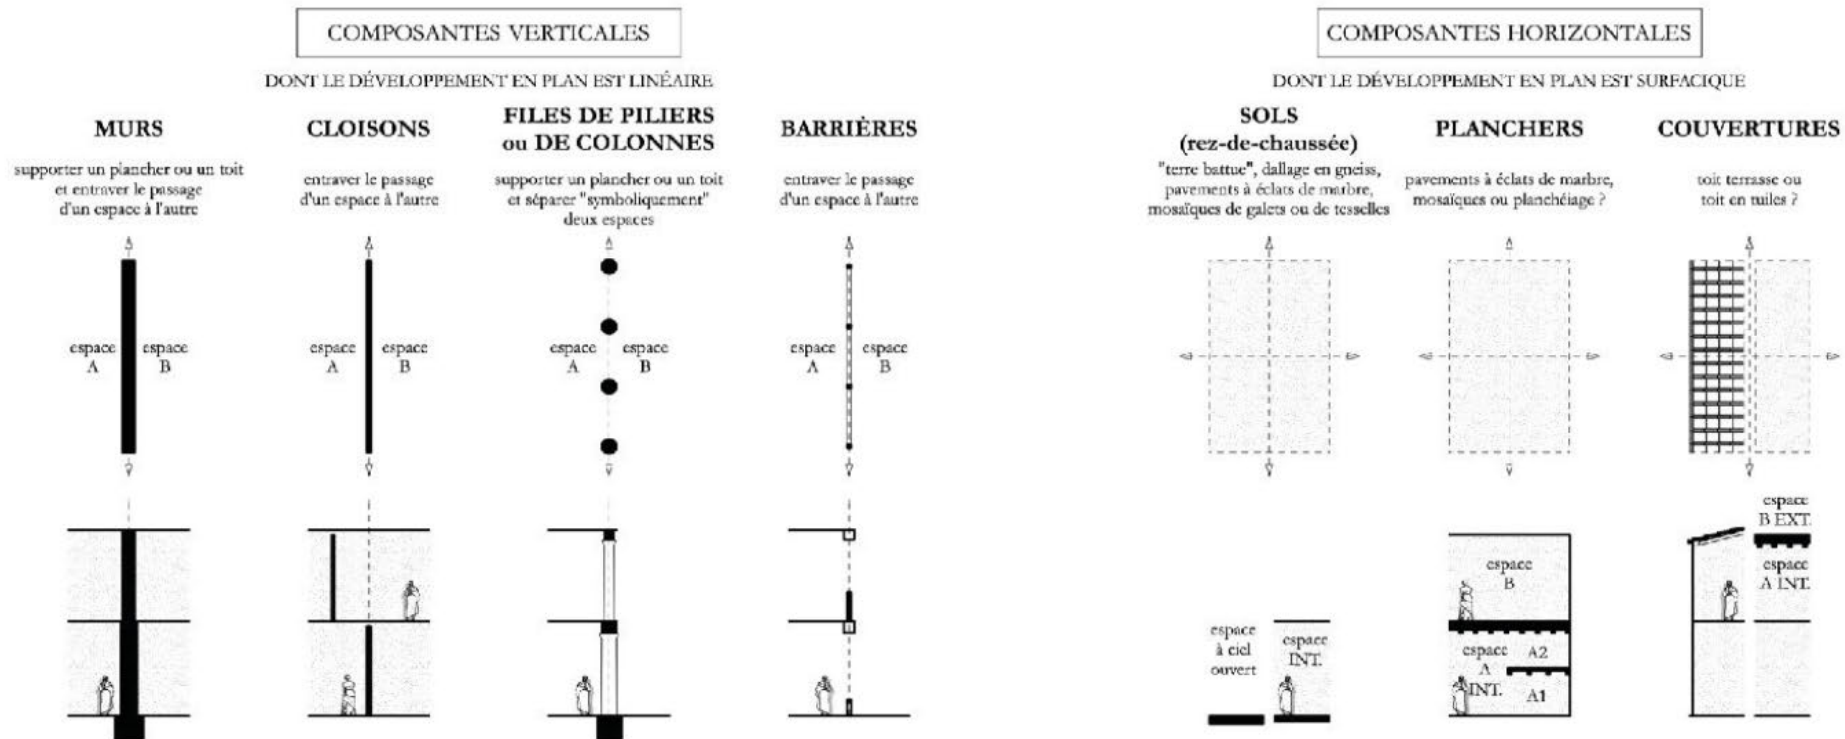 COMPOSANTES VERTICALES
DONT LE DÉVELOPPEMENT EN PLAN EST LINÉAIRE
MURS
supporter un plancher ou un toit
et entraver le passage
d'un espace à l'autre
espace
A
espace
B
CLOISONS
entraver le passage
d'un espace à l'autre
espace
A
espace
B
FILES DE PILIERS
ou DE COLONNES
supporter un plancher ou un toit
et séparer "symboliquement"
deux espaces
espace
A
espace
B
BARRIÈRES
entraver le passage
d'un espace à l'autre
espace
A
espace
B
COMPOSANTES HORIZONTALES
DONT LE DÉVELOPPEMENT EN PLAN EST SURFACIQUE
SOLS
(rez-de-chaussée)
"terre battue", dallage en gneiss,
pavements à éclats de marbre,
mosaïques de galets ou de tesselles
espace
à ciel
ouvert
espace
INT.
PLANCHERS
pavements à éclats de marbre,
mosaïques ou planchéiage ?
espace
B
espace
A
INT.
A2
A1
COUVERTURES
toit terrasse ou
toit en tuiles ?
espace
B EXT.
espace
A INT.